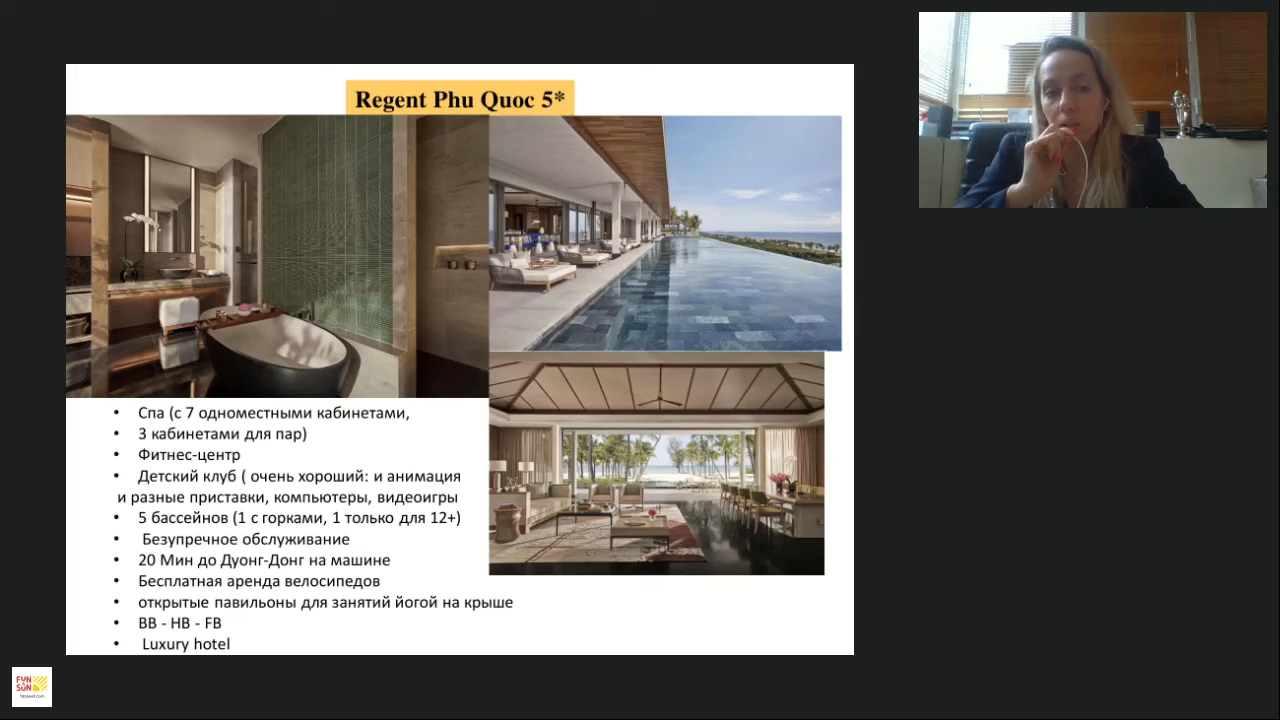 Regent Phu Quoc 5*
• Спа (с 7 одноместными кабинетами,
• 3 кабинетами для пар)
• Фитнес-центр
• Детский клуб ( очень хороший: и анимация
и разные приставки, компьютеры, видеоигры
• 5 бассейнов (1 с горками, 1 только для 12+)
• Безупречное обслуживание
• 20 Мин до Дуонг-Донг на машине
• Бесплатная аренда велосипедов
• открытые павильоны для занятий йогой на крыше
• BB - HB - FB
• Luxury hotel
FUN
&SUN
fstravel.com